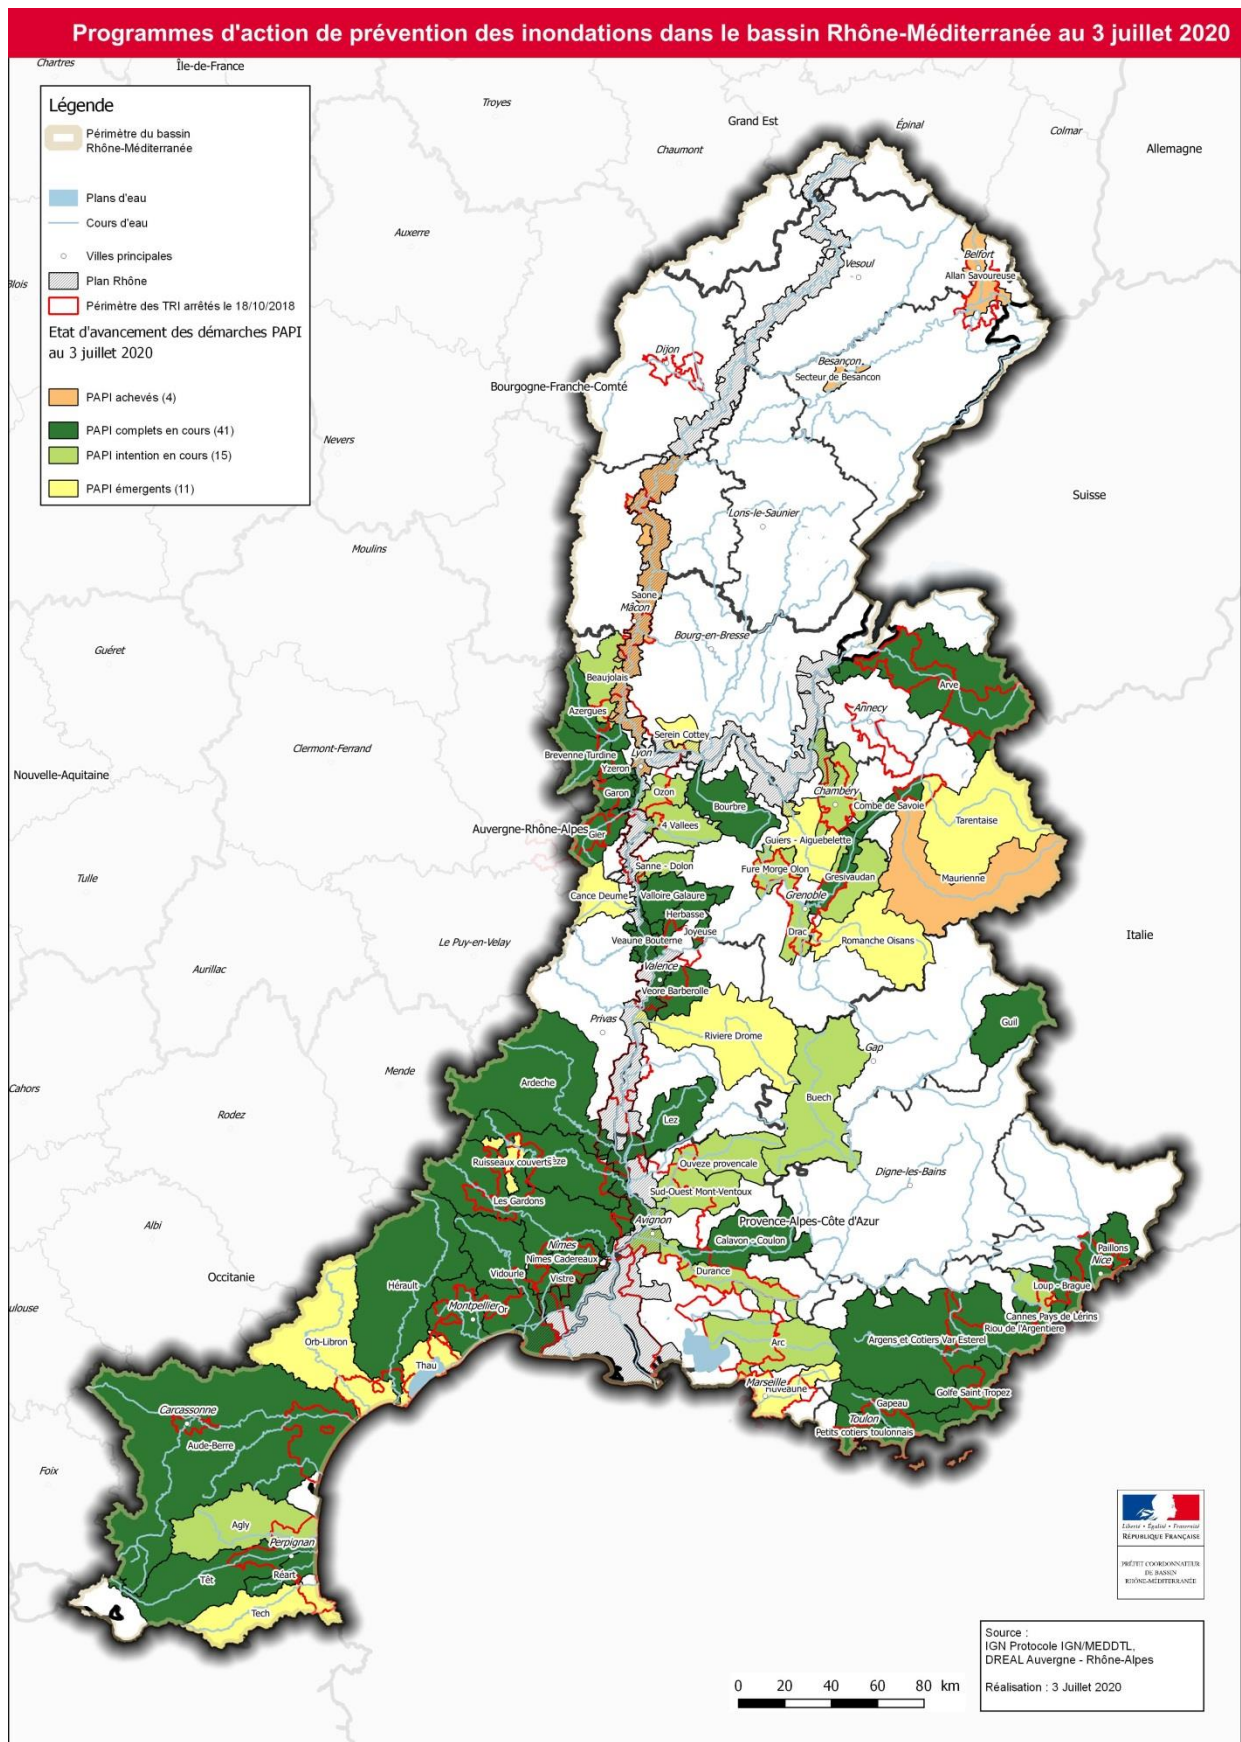 Programmes d'action de prévention des inondations dans le bassin Rhône-Méditerranée au 3 juillet 2020
Chartres
Île-de-France
Troyes
Grand Est
Épinal
Colmar
Chaumont
Allemagne
Légende
Périmètre du bassin
Rhône-Méditerranée
Plans d'eau
Cours d'eau
Villes principales
Plan Rhône
Périmètre des TRI arrêtés le 18/10/2018
Etat d'avancement des démarches PAPI
au 3 juillet 2020
PAPI achevés (4)
PAPI complets en cours (41)
PAPI intention en cours (15)
PAPI émergents (11)
Auxerre
Blois
Belfort
Allan Savoureuse
Vesoul
Dijon
Besançon
Secteur de Besançon
Bourgogne-Franche-Comté
Nevers
Suisse
Lons-le-Saunier
Moulins
Saone
Mâcon
Bourg-en-Bresse
Guéret
Beaujolais
Arve
Azergues
Annecy
Serein Cottey
Clermont-Ferrand
Brevenne Turdine
Lyon
Yzeron
Nouvelle-Aquitaine
Garon
Ozon
Bourbre
Chambéry
Combe de Savoie
Tarentaise
Auvergne-Rhône-Alpes
Gier
4 Vallees
Guiers - Aiguebelette
Tulle
Sanne - Dolon
Fure Morge Olon
Gresivaudan
Maurienne
Cance Deume
Valloire Galaure
Grenoble
Herbasse
Joyeuse
Drac
Romanche Oisans
Italie
Le Puy-en-Velay
Veaune Bouterne
Aurillac
Valence
Veore Barberolle
Privas
Riviere Drome
Guil
Gap
Mende
Ardeche
Buech
Cahors
Rodez
Lez
Ruisseaux couverts
Ouveze provencale
Digne-les-Bains
Les Gardons
Sud-Ouest Mont-Ventoux
Albi
Avignon
Provence-Alpes-Côte d'Azur
Calavon - Coulon
Nîmes
Nîmes Cadereaux
Paillons
Nice
Occitanie
Hérault
Vidourle
Vistre
Durance
Loup - Brague
Montpellier
Or
Cannes Pays de Lérins
Riou de l'Argentiere
Orb-Libron
Arc
Argens et Cotiers Var Esterel
Thau
Marseille
Huveaune
Golfe Saint Tropez
Carcassonne
Gapeau
Aude-Berre
Toulon
Petits cotiers toulonnais
Foix
Agly
Perpignan
Têt
Réart
Tech
Liberté • Égalité • Fraternité
RÉPUBLIQUE FRANÇAISE
PRÉFET COORDONNATEUR
DE BASSIN
RHÔNE-MÉDITERRANÉE
Source :
IGN Protocole IGN/MEDDTL,
DREAL Auvergne - Rhône-Alpes
Réalisation : 3 Juillet 2020
0 20 40 60 80 km